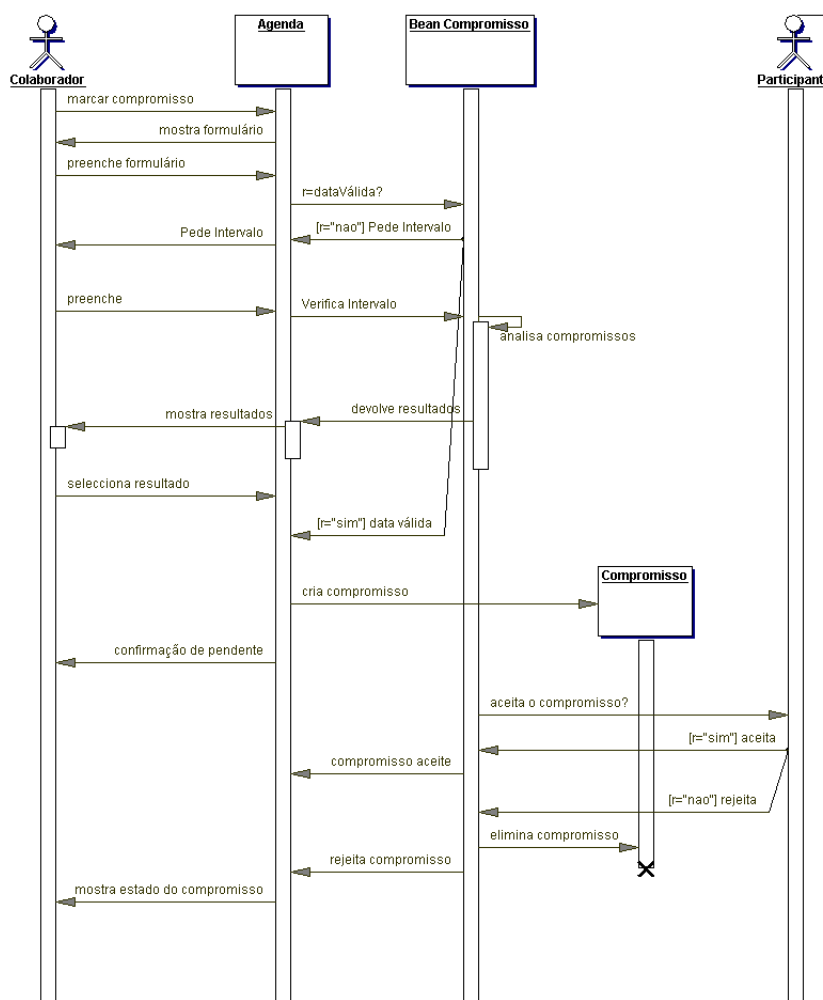 Agenda
Bean Compromisso
Colaborador
Participant
marcar compromisso
mostra formulário
preenche formulário
r=dataVálida?
[r="nao"] Pede Intervalo
Pede Intervalo
preenche
Verifica Intervalo
analisa compromissos
devolve resultados
mostra resultados
selecciona resultado
[r="sim"] data válida
Compromisso
cria compromisso
confirmação de pendente
aceita o compromisso?
[r="sim"] aceita
compromisso aceite
[r="nao"] rejeita
elimina compromisso
rejeita compromisso
mostra estado do compromisso